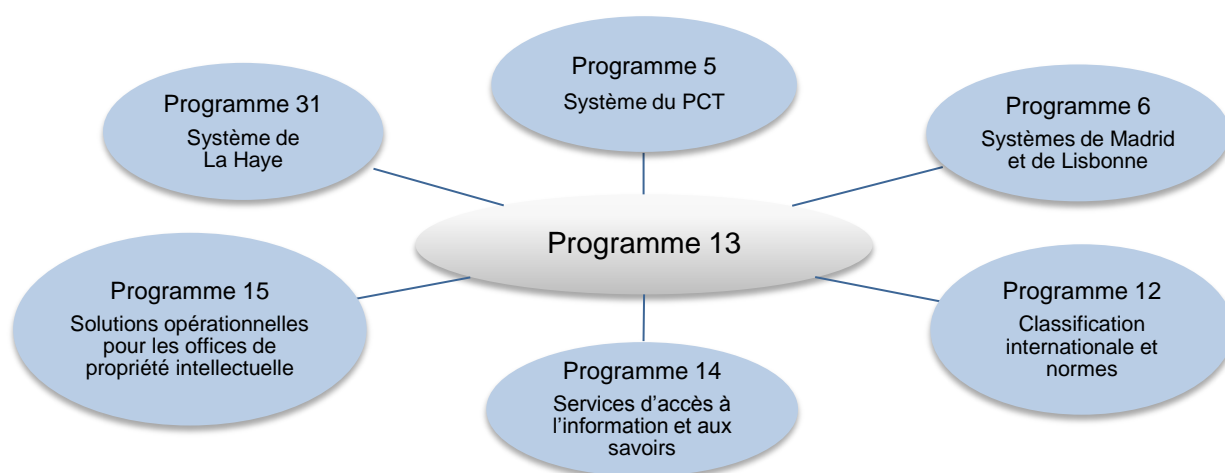 Programme 5
Système du PCT
Programme 31
Système de
La Haye
Programme 6
Systèmes de Madrid
et de Lisbonne
Programme 13
Programme 15
Solutions opérationnelles
pour les offices de
propriété intellectuelle
Programme 12
Classification
internationale et
normes
Programme 14
Services d'accès à
l'information et aux
savoirs